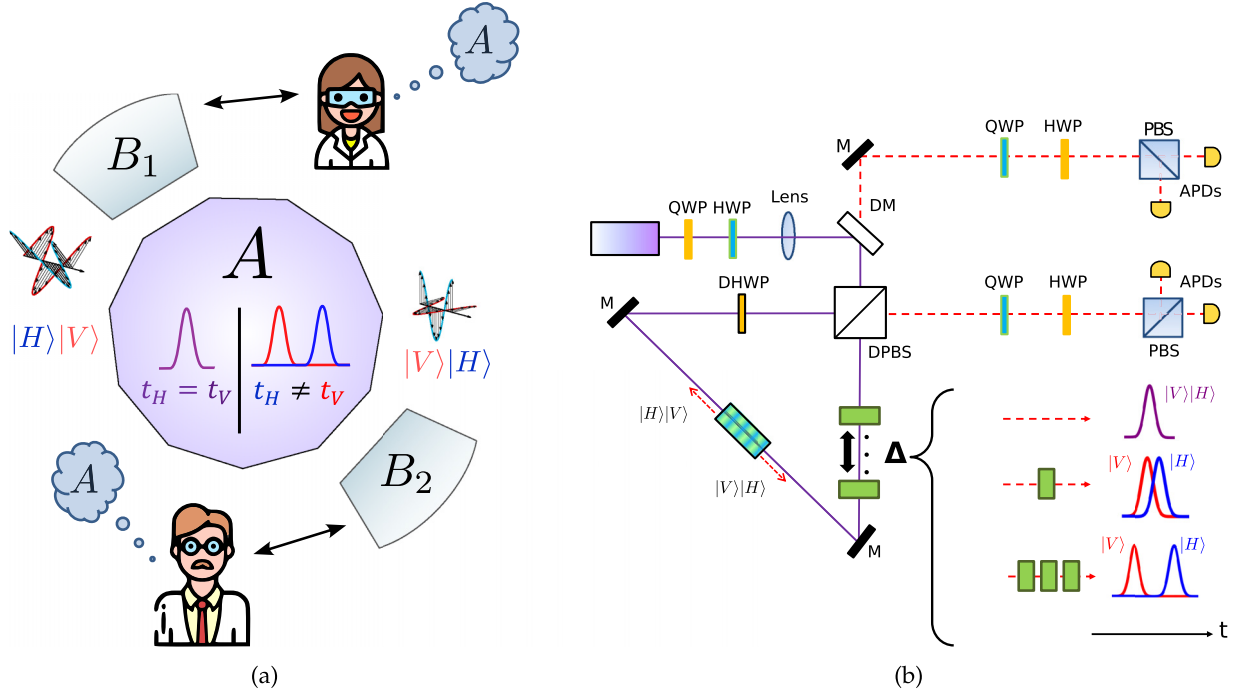 A
B₁
A
|H⟩|V⟩
t_H = t_V
t_H ≠ t_V
|V⟩|H⟩
A
B₂
(a)
QWP
HWP
Lens
M
DM
QWP
HWP
PBS
APDs
M
DHWP
DPBS
QWP
HWP
APDs
PBS
|H⟩|V⟩
|V⟩|H⟩
M
Δ
|V⟩|H⟩
|V⟩
|H⟩
|V⟩
|H⟩
t
(b)